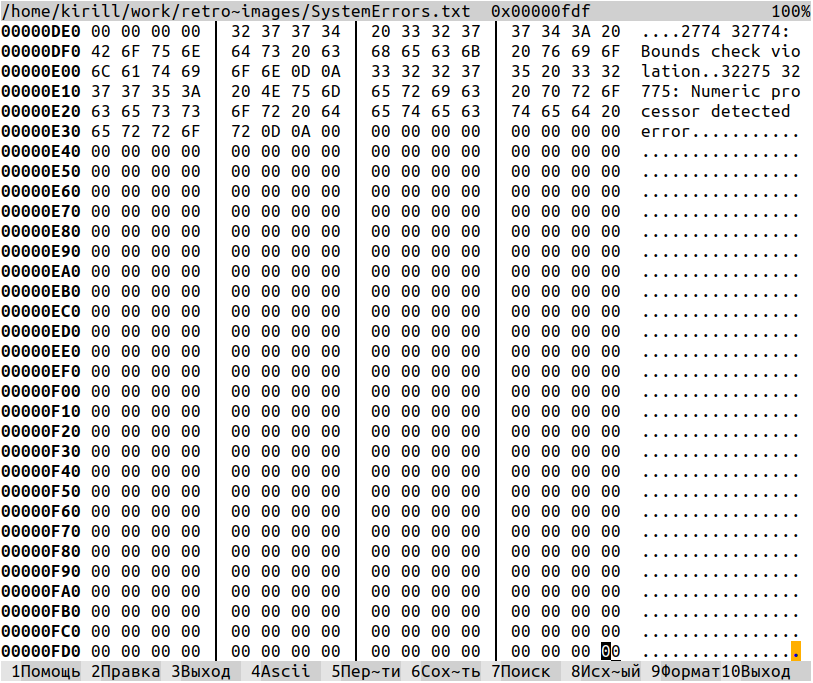 /home/kirill/work/retro~images/SystemErrors.txt 0x00000fdf 100%
00000DE0 00 00 00 00 32 37 37 34 20 33 32 37 37 34 3A 20 ....2774 32774:
00000DF0 42 6F 75 6E 64 73 20 63 68 65 63 6B 20 76 69 6F Bounds check vio
00000E00 6C 61 74 69 6F 6E 0D 0A 33 32 32 37 35 20 33 32 lation..32275 32
00000E10 37 37 35 3A 20 4E 75 6D 65 72 69 63 20 70 72 6F 775: Numeric pro
00000E20 63 65 73 73 6F 72 20 64 65 74 65 63 74 65 64 20 cessor detected
00000E30 65 72 72 6F 72 0D 0A 00 00 00 00 00 00 00 00 00 error...........
00000E40 00 00 00 00 00 00 00 00 00 00 00 00 00 00 00 00 ................
00000E50 00 00 00 00 00 00 00 00 00 00 00 00 00 00 00 00 ................
00000E60 00 00 00 00 00 00 00 00 00 00 00 00 00 00 00 00 ................
00000E70 00 00 00 00 00 00 00 00 00 00 00 00 00 00 00 00 ................
00000E80 00 00 00 00 00 00 00 00 00 00 00 00 00 00 00 00 ................
00000E90 00 00 00 00 00 00 00 00 00 00 00 00 00 00 00 00 ................
00000EA0 00 00 00 00 00 00 00 00 00 00 00 00 00 00 00 00 ................
00000EB0 00 00 00 00 00 00 00 00 00 00 00 00 00 00 00 00 ................
00000EC0 00 00 00 00 00 00 00 00 00 00 00 00 00 00 00 00 ................
00000ED0 00 00 00 00 00 00 00 00 00 00 00 00 00 00 00 00 ................
00000EE0 00 00 00 00 00 00 00 00 00 00 00 00 00 00 00 00 ................
00000EF0 00 00 00 00 00 00 00 00 00 00 00 00 00 00 00 00 ................
00000F00 00 00 00 00 00 00 00 00 00 00 00 00 00 00 00 00 ................
00000F10 00 00 00 00 00 00 00 00 00 00 00 00 00 00 00 00 ................
00000F20 00 00 00 00 00 00 00 00 00 00 00 00 00 00 00 00 ................
00000F30 00 00 00 00 00 00 00 00 00 00 00 00 00 00 00 00 ................
00000F40 00 00 00 00 00 00 00 00 00 00 00 00 00 00 00 00 ................
00000F50 00 00 00 00 00 00 00 00 00 00 00 00 00 00 00 00 ................
00000F60 00 00 00 00 00 00 00 00 00 00 00 00 00 00 00 00 ................
00000F70 00 00 00 00 00 00 00 00 00 00 00 00 00 00 00 00 ................
00000F80 00 00 00 00 00 00 00 00 00 00 00 00 00 00 00 00 ................
00000F90 00 00 00 00 00 00 00 00 00 00 00 00 00 00 00 00 ................
00000FA0 00 00 00 00 00 00 00 00 00 00 00 00 00 00 00 00 ................
00000FB0 00 00 00 00 00 00 00 00 00 00 00 00 00 00 00 00 ................
00000FC0 00 00 00 00 00 00 00 00 00 00 00 00 00 00 00 00 ................
00000FD0 00 00 00 00 00 00 00 00 00 00 00 00 00 00 00 00 ................
1Помощь 2Правка 3Выход 4Ascii 5Пер~ти 6Сох~ть 7Поиск 8Исх~ый 9Формат10Выход